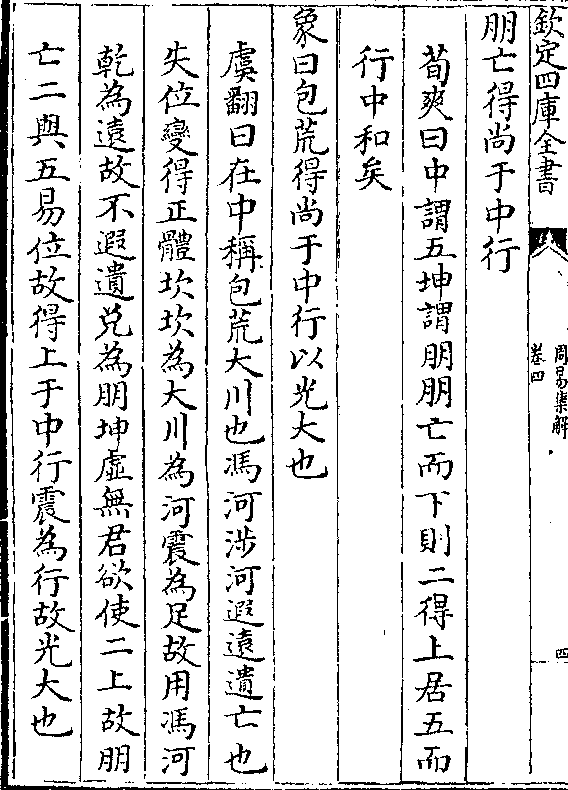 欽定四庫全書
周易集解
卷四
四
朋亡得尚于中行
荀爽曰中謂五坤謂朋朋亡而下則二得上居五而
行中和矣
象曰包荒得尚于中行以光大也
虞翻曰在中稱包荒大川也馮河涉河遐遠遺亡也
失位變得正體坎坎為大川為河震為足故用馮河
乾為遠故不遐遺兌為朋坤虛無君欲使二上故朋
亡二與五易位故得上于中行震為行故光大也